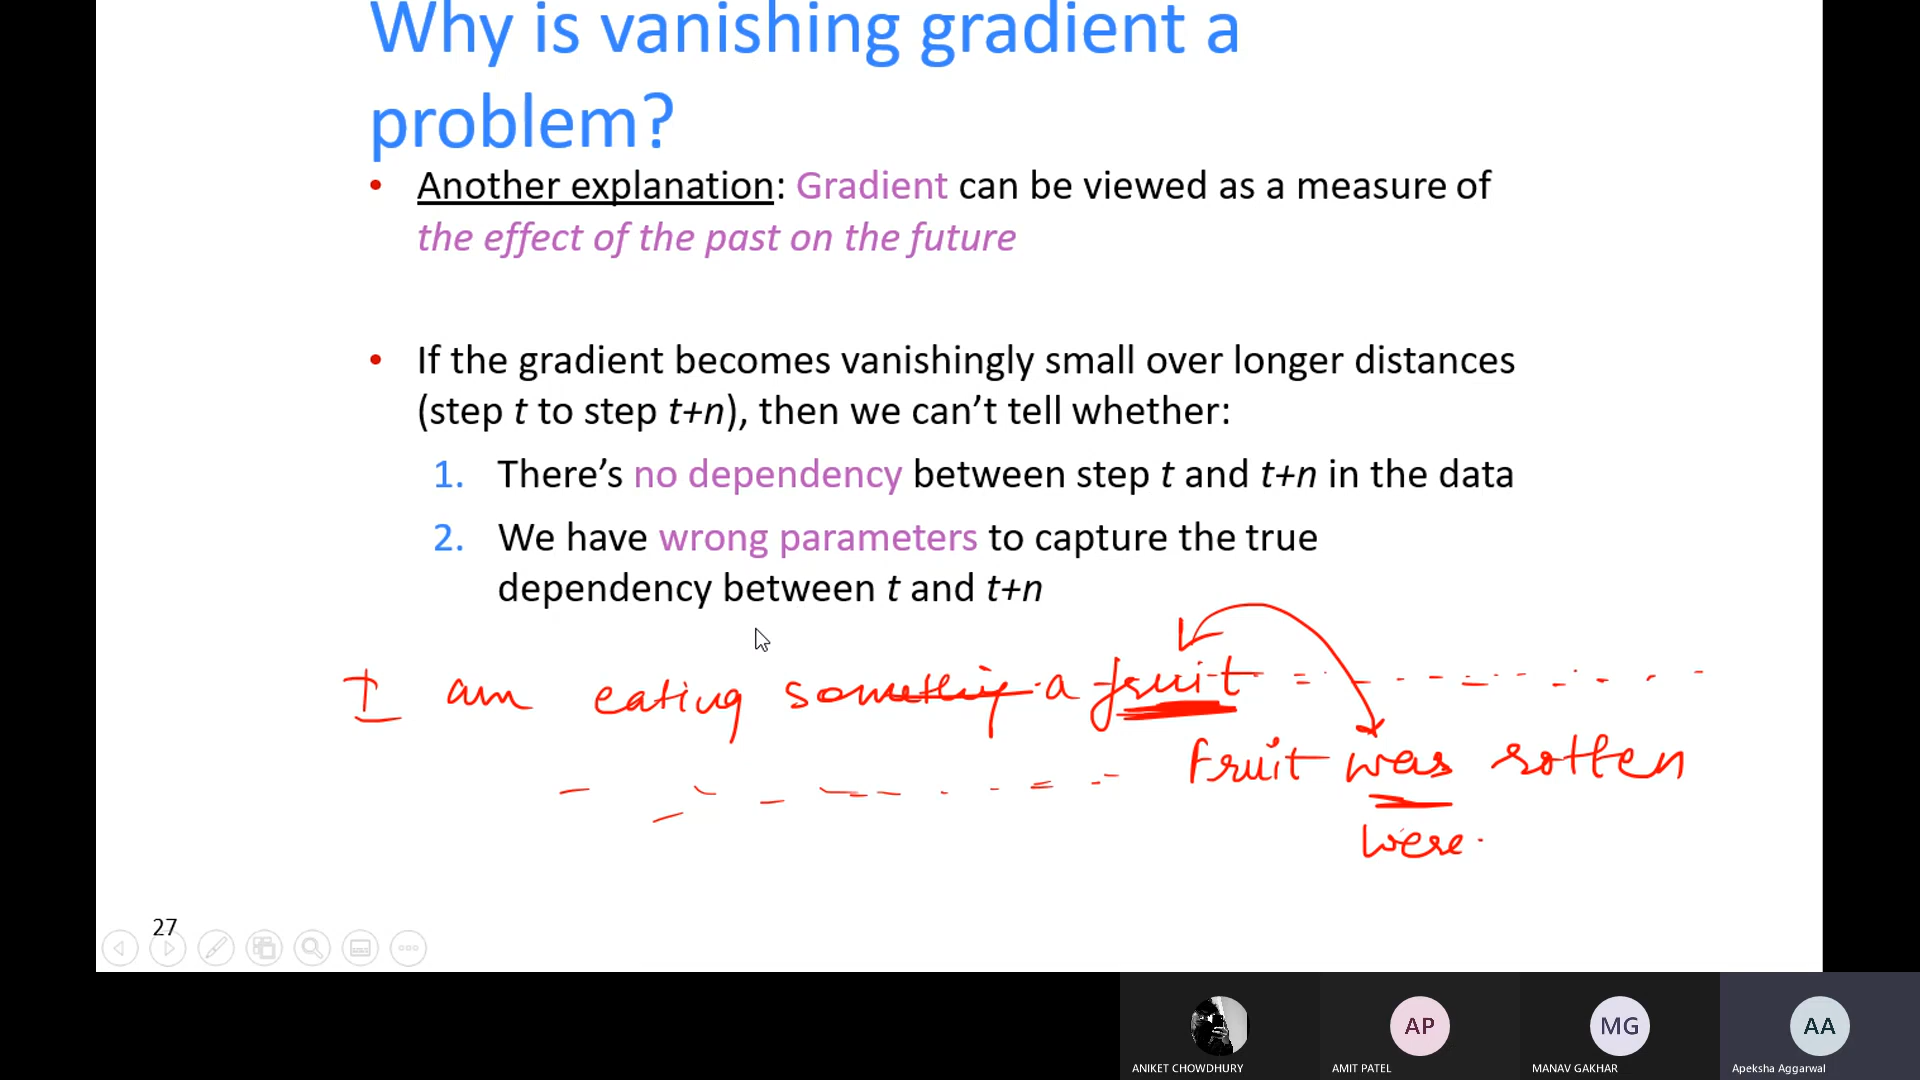 Why is vanishing gradient a
problem?
• Another explanation: Gradient can be viewed as a measure of
the effect of the past on the future
• If the gradient becomes vanishingly small over longer distances
(step t to step t+n), then we can’t tell whether:
1. There’s no dependency between step t and t+n in the data
2. We have wrong parameters to capture the true
dependency between t and t+n
I am eating something a fruit
Fruit was rotten
were.
27
AP
MG
AA
ANIKET CHOWDHURY
AMIT PATEL
MANAV GAKHAR
Apeksha Aggarwal